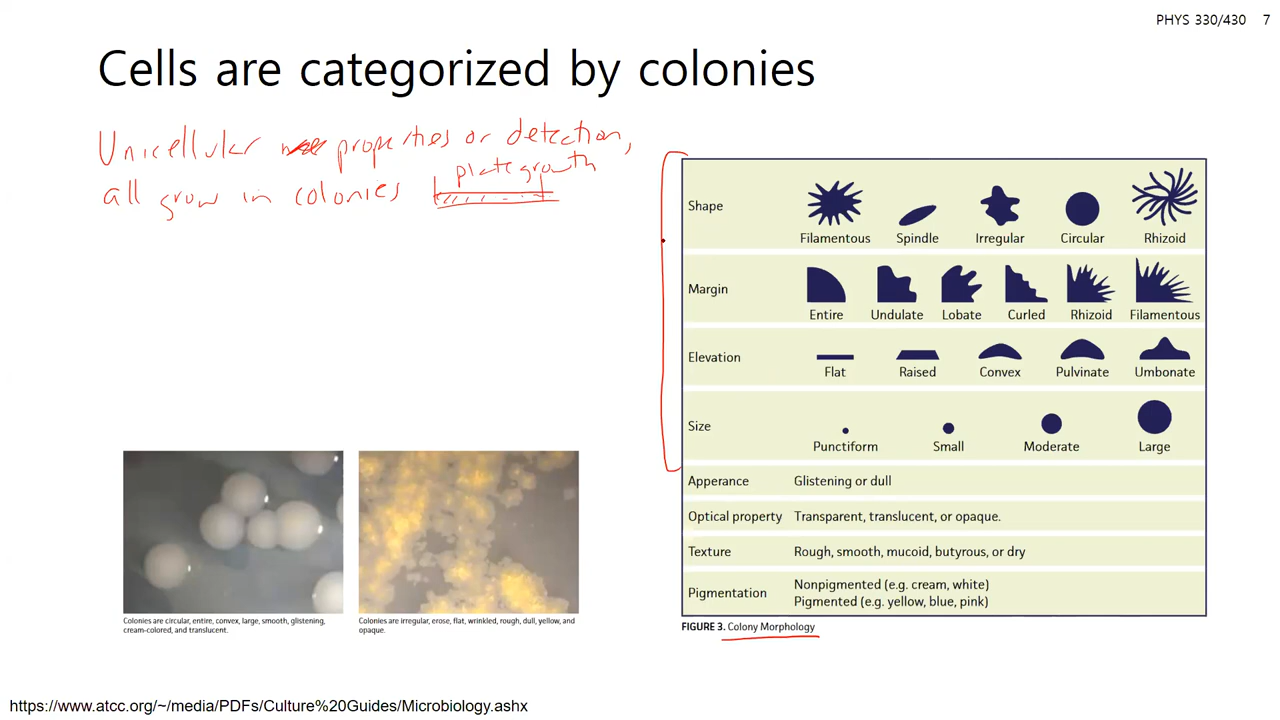 PHYS 330/430 7
Cells are categorized by colonies
Unicellular properties or detection,
all grow in colonies
plate growth
Shape
Filamentous Spindle Irregular Circular Rhizoid
Margin
Entire Undulate Lobate Curled Rhizoid Filamentous
Elevation
Flat Raised Convex Pulvinate Umbonate
Size
Punctiform Small Moderate Large
Apperance Glistening or dull
Optical property Transparent, translucent, or opaque.
Texture Rough, smooth, mucoid, butyrous, or dry
Pigmentation Nonpigmented (e.g. cream, white)
Pigmented (e.g. yellow, blue, pink)
FIGURE 3. Colony Morphology
Colonies are circular, entire, convex, large, smooth, glistening,
cream-colored, and translucent.
Colonies are irregular, erose, flat, wrinkled, rough, dull, yellow, and
opaque.
https://www.atcc.org/~/media/PDFs/Culture%20Guides/Microbiology.ashx